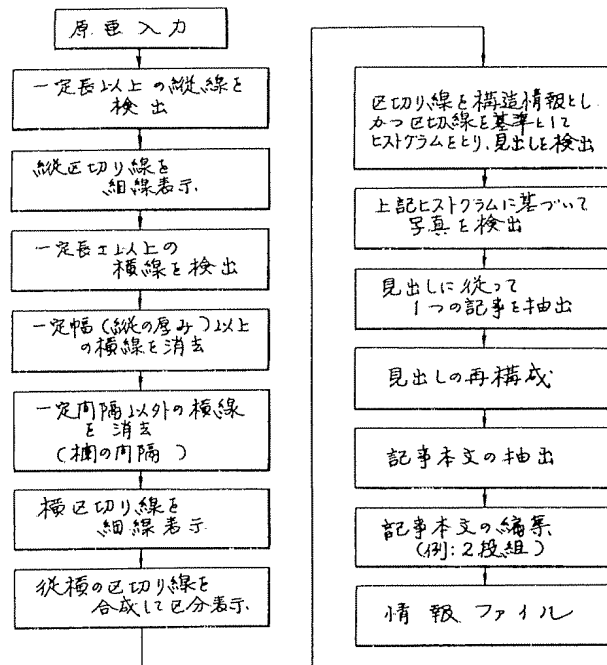 原画入力
一定長以上の縦線を
検出
縦区切り線を
細線表示
一定長さ以上の
横線を検出
一定幅(縦の厚み)以上
の横線を消去
一定間隔以外の横線
を消去
(欄の間隔)
横区切り線を
細線表示
従横の区切り線を
合成して区分表示
区切り線を構造情報とし
かつ区切線を基準として
ヒストグラムをとり、見出しを検出
上記ヒストグラムに基づいて
写真を検出
見出しに従って
1つの記事を抽出
見出しの再構成
記事本文の抽出
記事本文の編集
(例:2段組)
情報ファイル